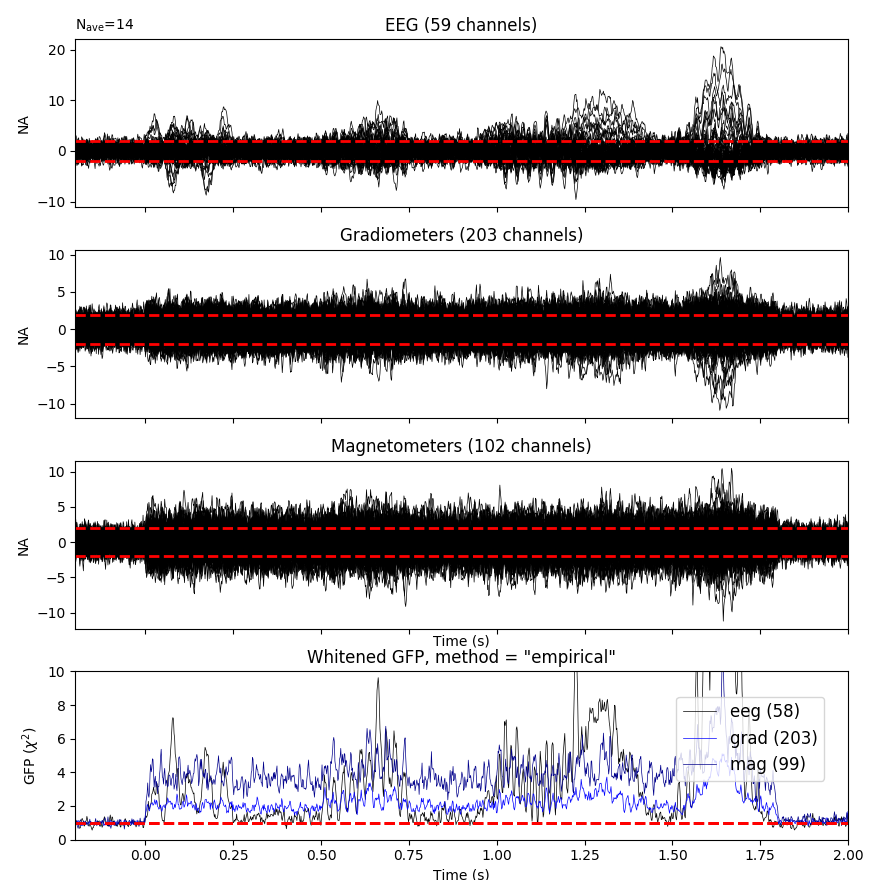 N_ave=14
EEG (59 channels)
20
10
0
−10
NA
Gradiometers (203 channels)
10
5
0
−5
−10
NA
Magnetometers (102 channels)
10
5
0
−5
−10
NA
Time (s)
Whitened GFP, method = "empirical"
10
8
6
4
2
0
GFP (χ²)
eeg (58)
grad (203)
mag (99)
0.00 0.25 0.50 0.75 1.00 1.25 1.50 1.75 2.00
Time (s)